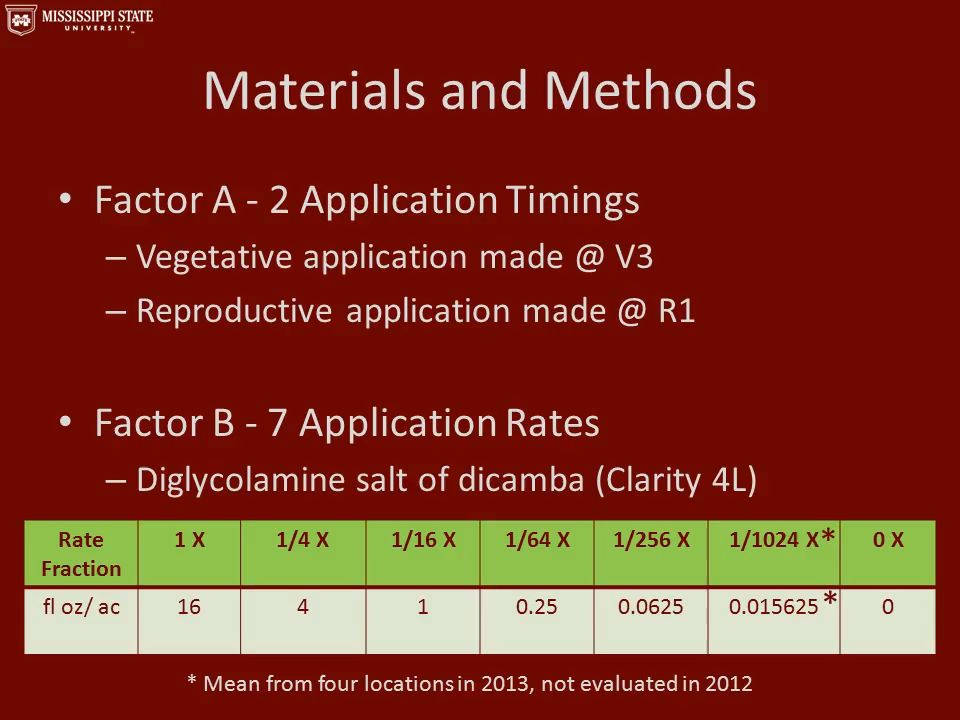 MISSISSIPPI STATE
UNIVERSITY™
Materials and Methods
• Factor A - 2 Application Timings
– Vegetative application made @ V3
– Reproductive application made @ R1
• Factor B - 7 Application Rates
– Diglycolamine salt of dicamba (Clarity 4L)
Rate Fraction 1 X 1/4 X 1/16 X 1/64 X 1/256 X 1/1024 X* 0 X
fl oz/ ac 16 4 1 0.25 0.0625 0.015625* 0
* Mean from four locations in 2013, not evaluated in 2012